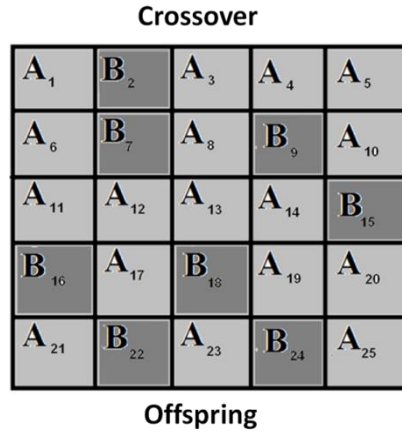 Crossover
A1 B2 A3 A4 A5
A6 B7 A8 B9 A10
A11 A12 A13 A14 B15
B16 A17 B18 A19 A20
A21 B22 A23 B24 A25
Offspring